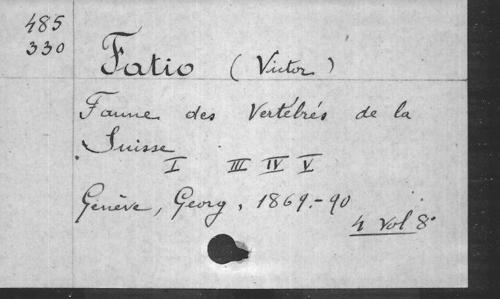 485
330
Fatio (Victor)
Faune des Vertébrés de la
Suisse
I III IV V
Genève, Georg, 1869.-90
4 Vol 8°